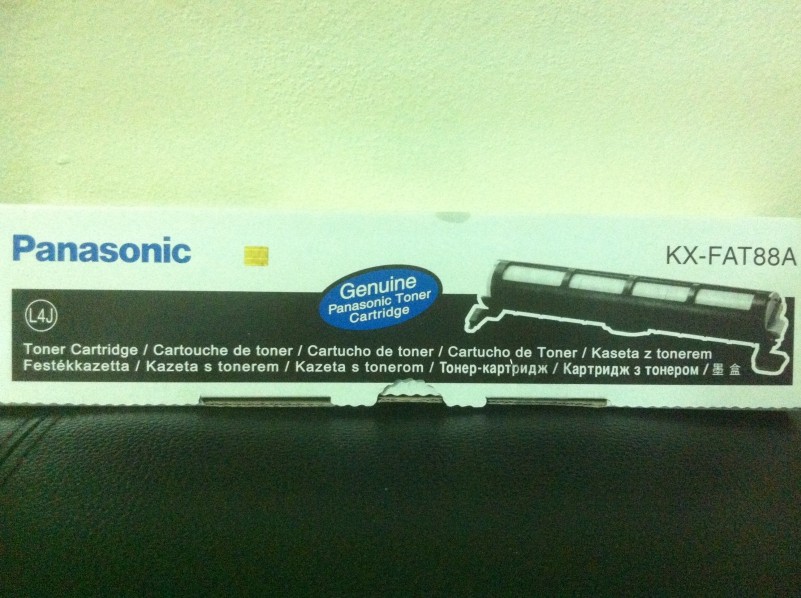 Panasonic
KX-FAT88A
Genuine
Panasonic Toner
Cartridge
L4J
Toner Cartridge / Cartouche de toner / Cartucho de toner / Cartucho de Toner / Kaseta z tonerem
Festékkazetta / Kazeta s tonerem / Kazeta s tonerom / Тонер-картридж / Картридж з тонером / 墨盒